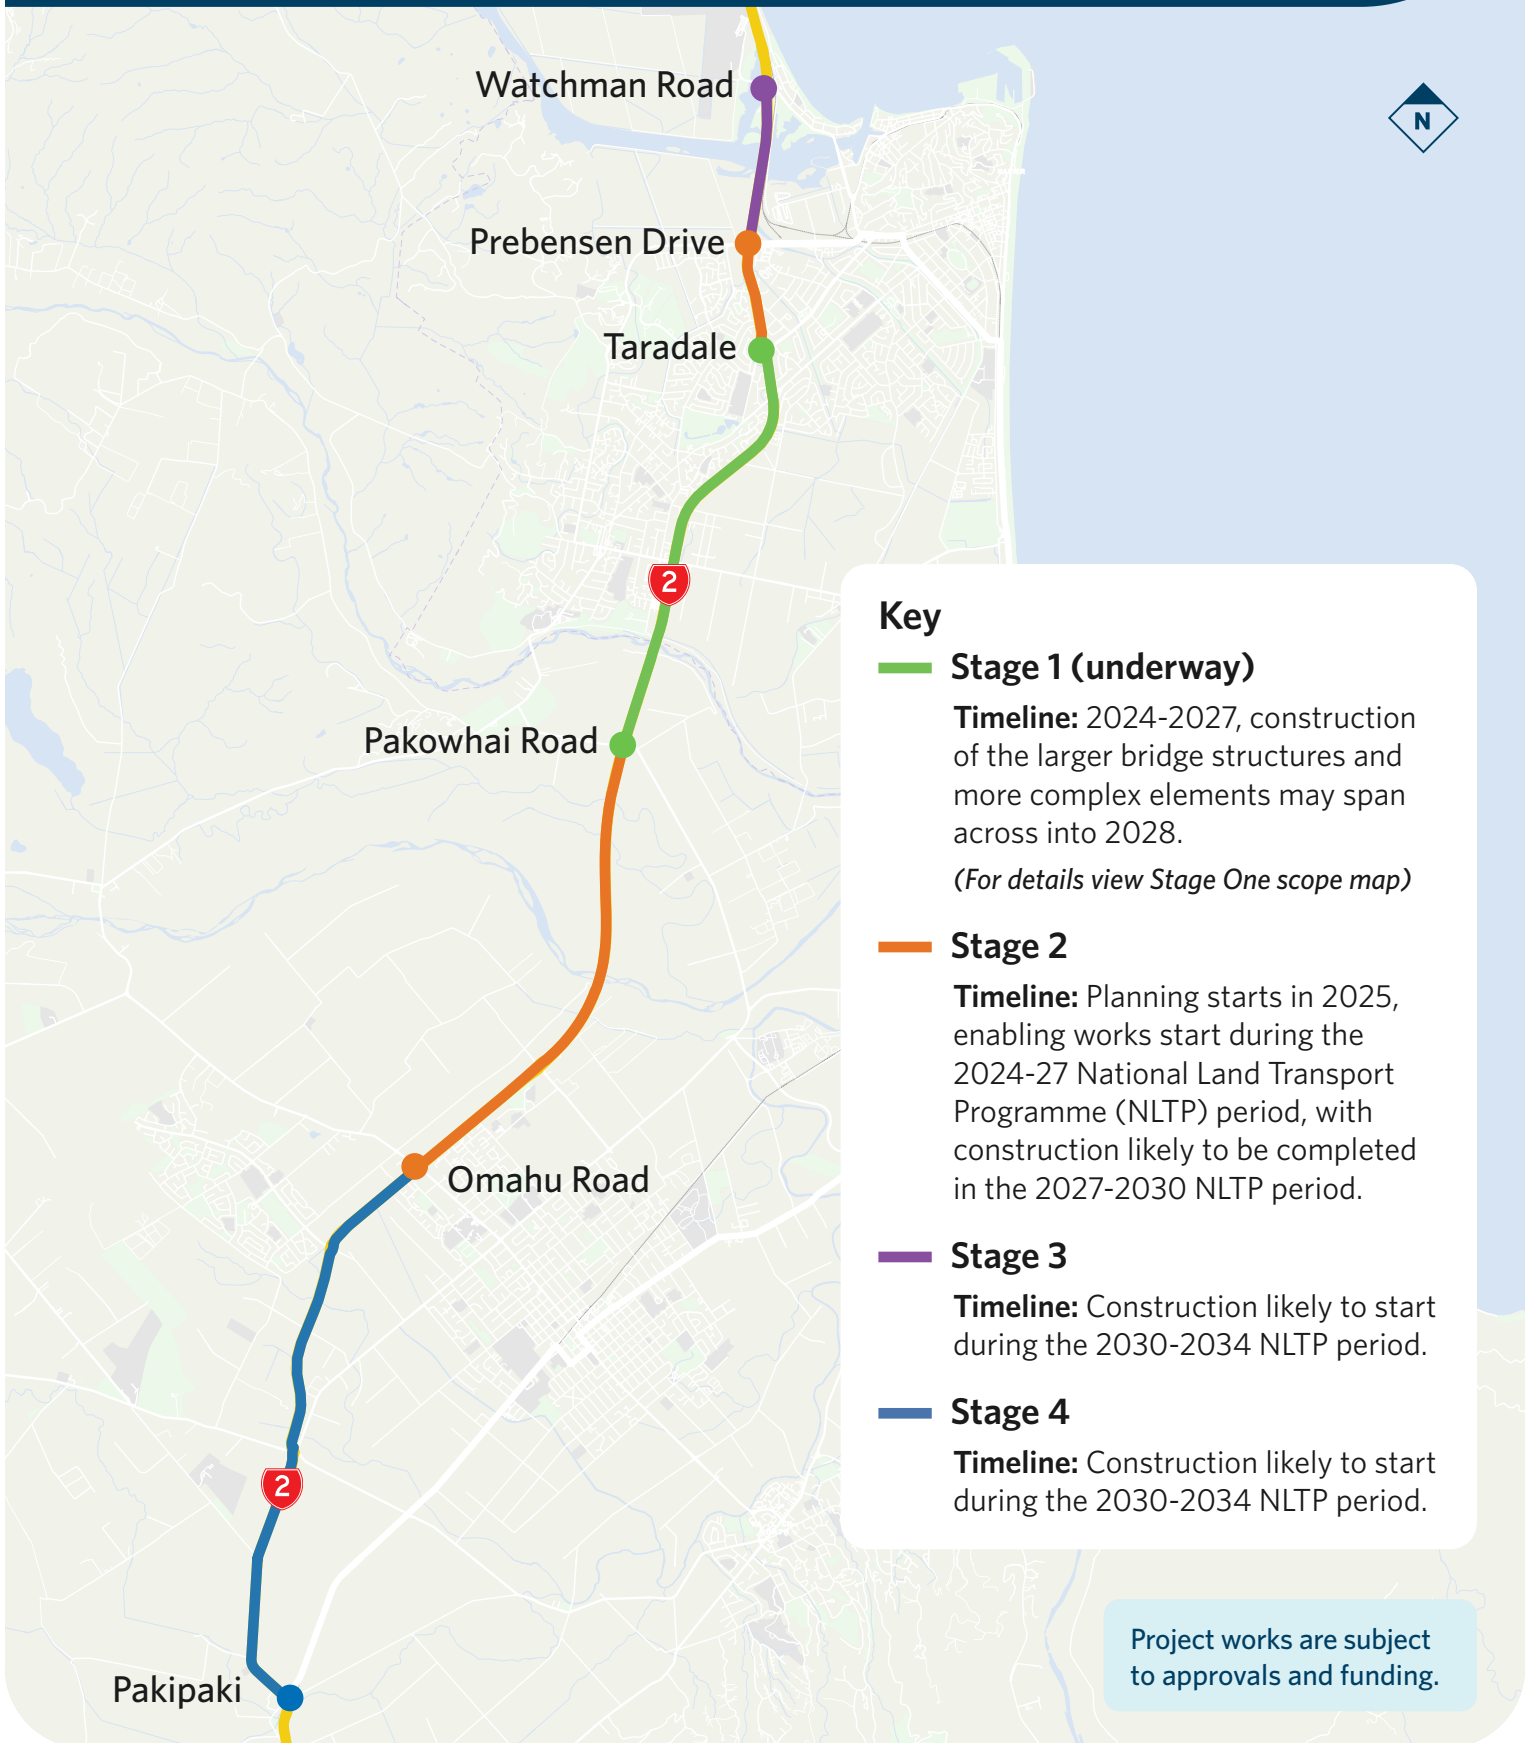 Watchman Road
N
Prebensen Drive
Taradale
2
Pakowhai Road
Omahu Road
2
Pakipaki
Key
Stage 1 (underway)
Timeline: 2024-2027, construction
of the larger bridge structures and
more complex elements may span
across into 2028.
(For details view Stage One scope map)
Stage 2
Timeline: Planning starts in 2025,
enabling works start during the
2024-27 National Land Transport
Programme (NLTP) period, with
construction likely to be completed
in the 2027-2030 NLTP period.
Stage 3
Timeline: Construction likely to start
during the 2030-2034 NLTP period.
Stage 4
Timeline: Construction likely to start
during the 2030-2034 NLTP period.
Project works are subject
to approvals and funding.